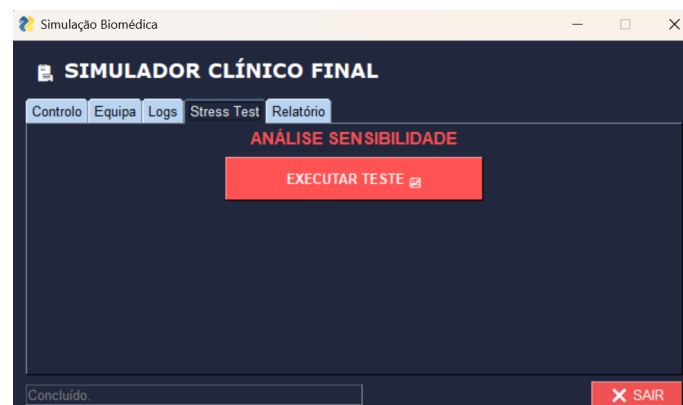 Simulação Biomédica
SIMULADOR CLÍNICO FINAL
Controlo Equipa Logs Stress Test Relatório
ANÁLISE SENSIBILIDADE
EXECUTAR TESTE
Concluído.
SAIR